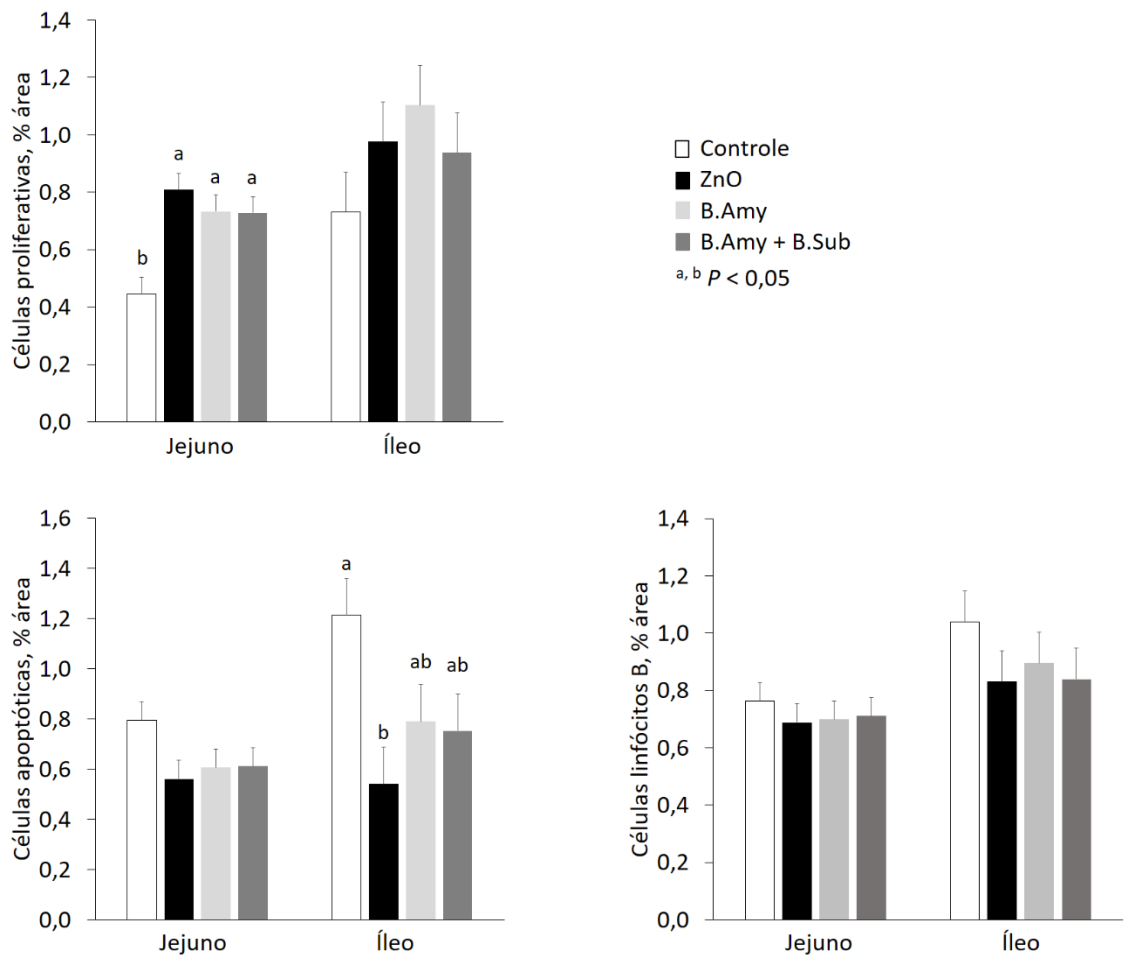 Células proliferativas, % área
1,4
1,2
1,0
0,8
0,6
0,4
0,2
0,0
b
a
a
a
Jejuno
Íleo
Controle
ZnO
B.Amy
B.Amy + B.Sub
a, b P < 0,05
Células apoptóticas, % área
1,6
1,4
1,2
1,0
0,8
0,6
0,4
0,2
0,0
a
b
ab
ab
Jejuno
Íleo
Células linfócitos B, % área
1,4
1,2
1,0
0,8
0,6
0,4
0,2
0,0
Jejuno
Íleo